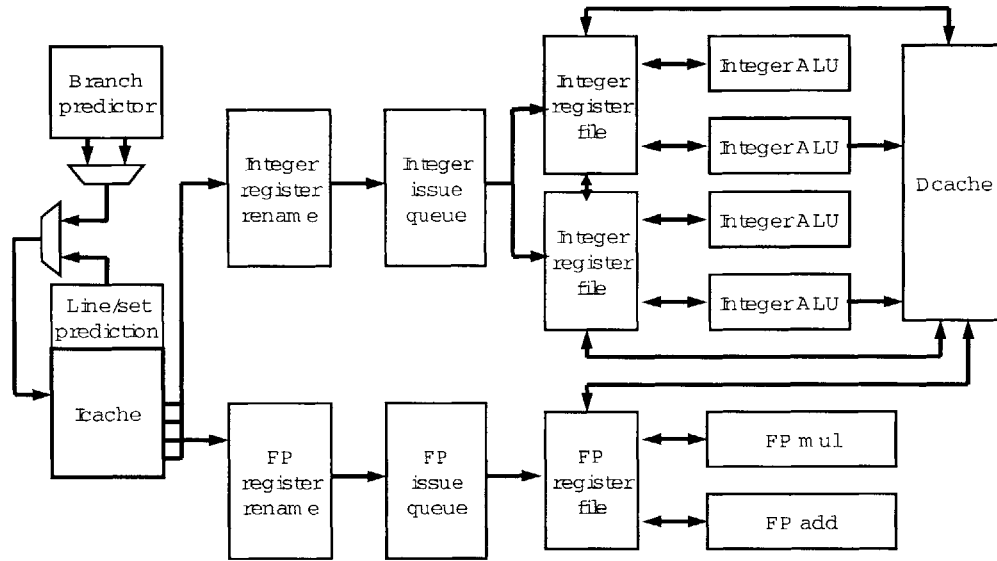 Branch
predictor
Line/set
prediction
Icache
Integer
register
rename
Integer
issue
queue
Integer
register
file
Integer
register
file
Integer ALU
Integer ALU
Integer ALU
Integer ALU
Dcache
FP
register
rename
FP
issue
queue
FP
register
file
FP mul
FP add